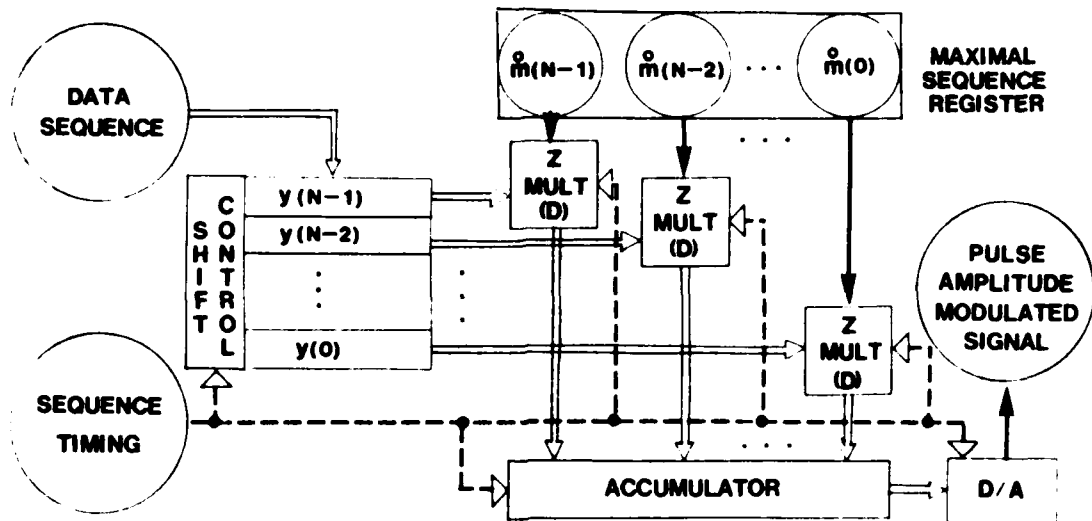 m̊(N-1) m̊(N-2) · · · m̊(0)
MAXIMAL
SEQUENCE
REGISTER
DATA
SEQUENCE
· · ·
Z
MULT
(D)
Z
MULT
(D)
Z
MULT
(D)
SHIFT
CONTROL
y(N-1)
y(N-2)
y(0)
PULSE
AMPLITUDE
MODULATED
SIGNAL
SEQUENCE
TIMING
· · ·
ACCUMULATOR
D/A